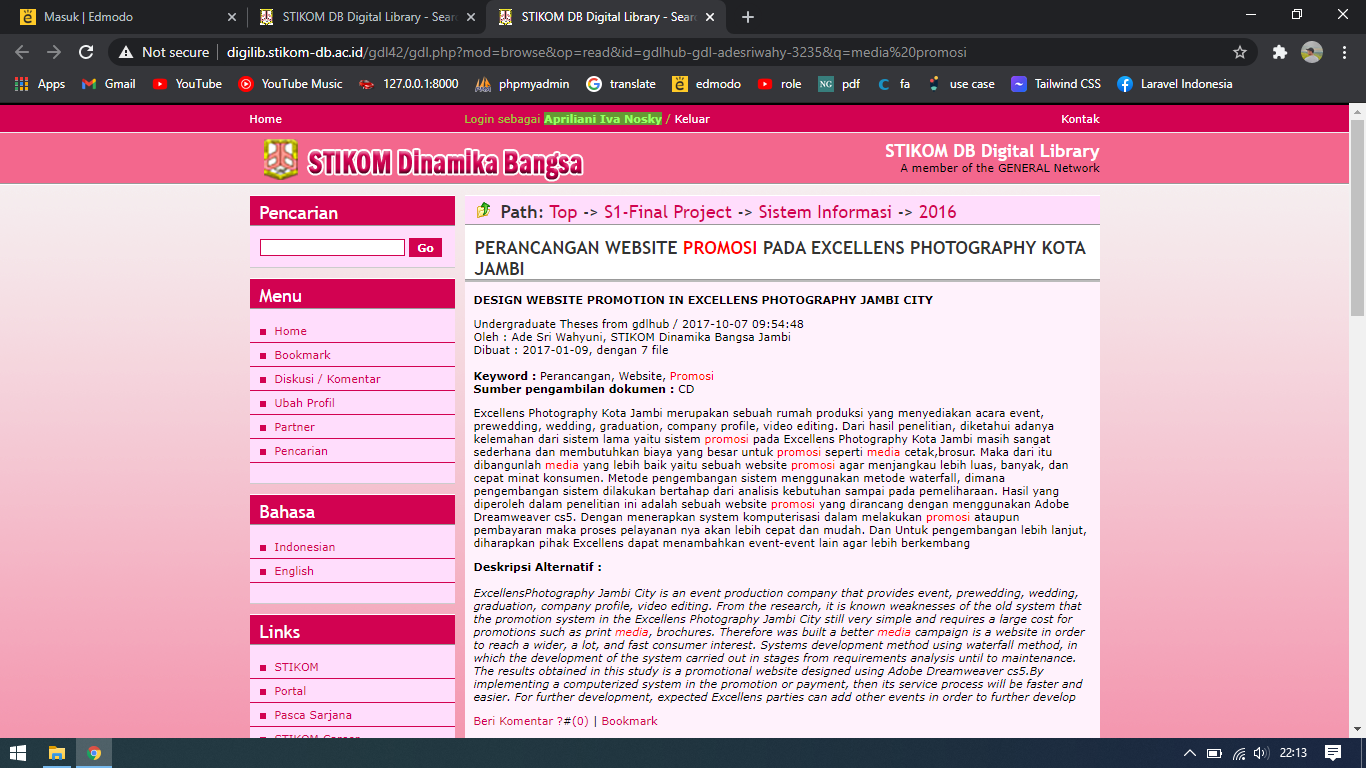 Masuk | Edmodo
STIKOM DB Digital Library - Sear
STIKOM DB Digital Library - Sear
Not secure
digilib.stikom-db.ac.id/gdl42/gdl.php?mod=browse&op=read&id=gdlhub-gdl-adesriwahy-3235&q=media%20promosi
Apps Gmail YouTube YouTube Music 127.0.0.1:8000 phpmyadmin translate edmodo role NG pdf fa use case Tailwind CSS Laravel Indonesia
Home Login sebagai Apriliani Iva Nosky / Keluar Kontak
STIKOM Dinamika Bangsa
STIKOM DB Digital Library
A member of the GENERAL Network
Pencarian
Go
Menu
Home
Bookmark
Diskusi / Komentar
Ubah Profil
Partner
Pencarian
Bahasa
Indonesian
English
Links
STIKOM
Portal
Pasca Sarjana
STIKOM Career
Path: Top -> S1-Final Project -> Sistem Informasi -> 2016
PERANCANGAN WEBSITE PROMOSI PADA EXCELLENS PHOTOGRAPHY KOTA
JAMBI
DESIGN WEBSITE PROMOTION IN EXCELLENS PHOTOGRAPHY JAMBI CITY
Undergraduate Theses from gdlhub / 2017-10-07 09:54:48
Oleh : Ade Sri Wahyuni, STIKOM Dinamika Bangsa Jambi
Dibuat : 2017-01-09, dengan 7 file
Keyword : Perancangan, Website, Promosi
Sumber pengambilan dokumen : CD
Excellens Photography Kota Jambi merupakan sebuah rumah produksi yang menyediakan acara event,
prewedding, wedding, graduation, company profile, video editing. Dari hasil penelitian, diketahui adanya
kelemahan dari sistem lama yaitu sistem promosi pada Excellens Photography Kota Jambi masih sangat
sederhana dan membutuhkan biaya yang besar untuk promosi seperti media cetak,brosur. Maka dari itu
dibangunlah media yang lebih baik yaitu sebuah website promosi agar menjangkau lebih luas, banyak, dan
cepat minat konsumen. Metode pengembangan sistem menggunakan metode waterfall, dimana
pengembangan sistem dilakukan bertahap dari analisis kebutuhan sampai pada pemeliharaan. Hasil yang
diperoleh dalam penelitian ini adalah sebuah website promosi yang dirancang dengan menggunakan Adobe
Dreamweaver cs5. Dengan menerapkan system komputerisasi dalam melakukan promosi ataupun
pembayaran maka proses pelayanan nya akan lebih cepat dan mudah. Dan Untuk pengembangan lebih lanjut,
diharapkan pihak Excellens dapat menambahkan event-event lain agar lebih berkembang
Deskripsi Alternatif :
ExcellensPhotography Jambi City is an event production company that provides event, prewedding, wedding,
graduation, company profile, video editing. From the research, it is known weaknesses of the old system that
the promotion system in the Excellens Photography Jambi City still very simple and requires a large cost for
promotions such as print media, brochures. Therefore was built a better media campaign is a website in order
to reach a wider, a lot, and fast consumer interest. Systems development method using waterfall method, in
which the development of the system carried out in stages from requirements analysis until to maintenance.
The results obtained in this study is a promotional website designed using Adobe Dreamweaver cs5.By
implementing a computerized system in the promotion or payment, then its service process will be faster and
easier. For further development, expected Excellens parties can add other events in order to further develop
Beri Komentar ?#(0) | Bookmark
22:13